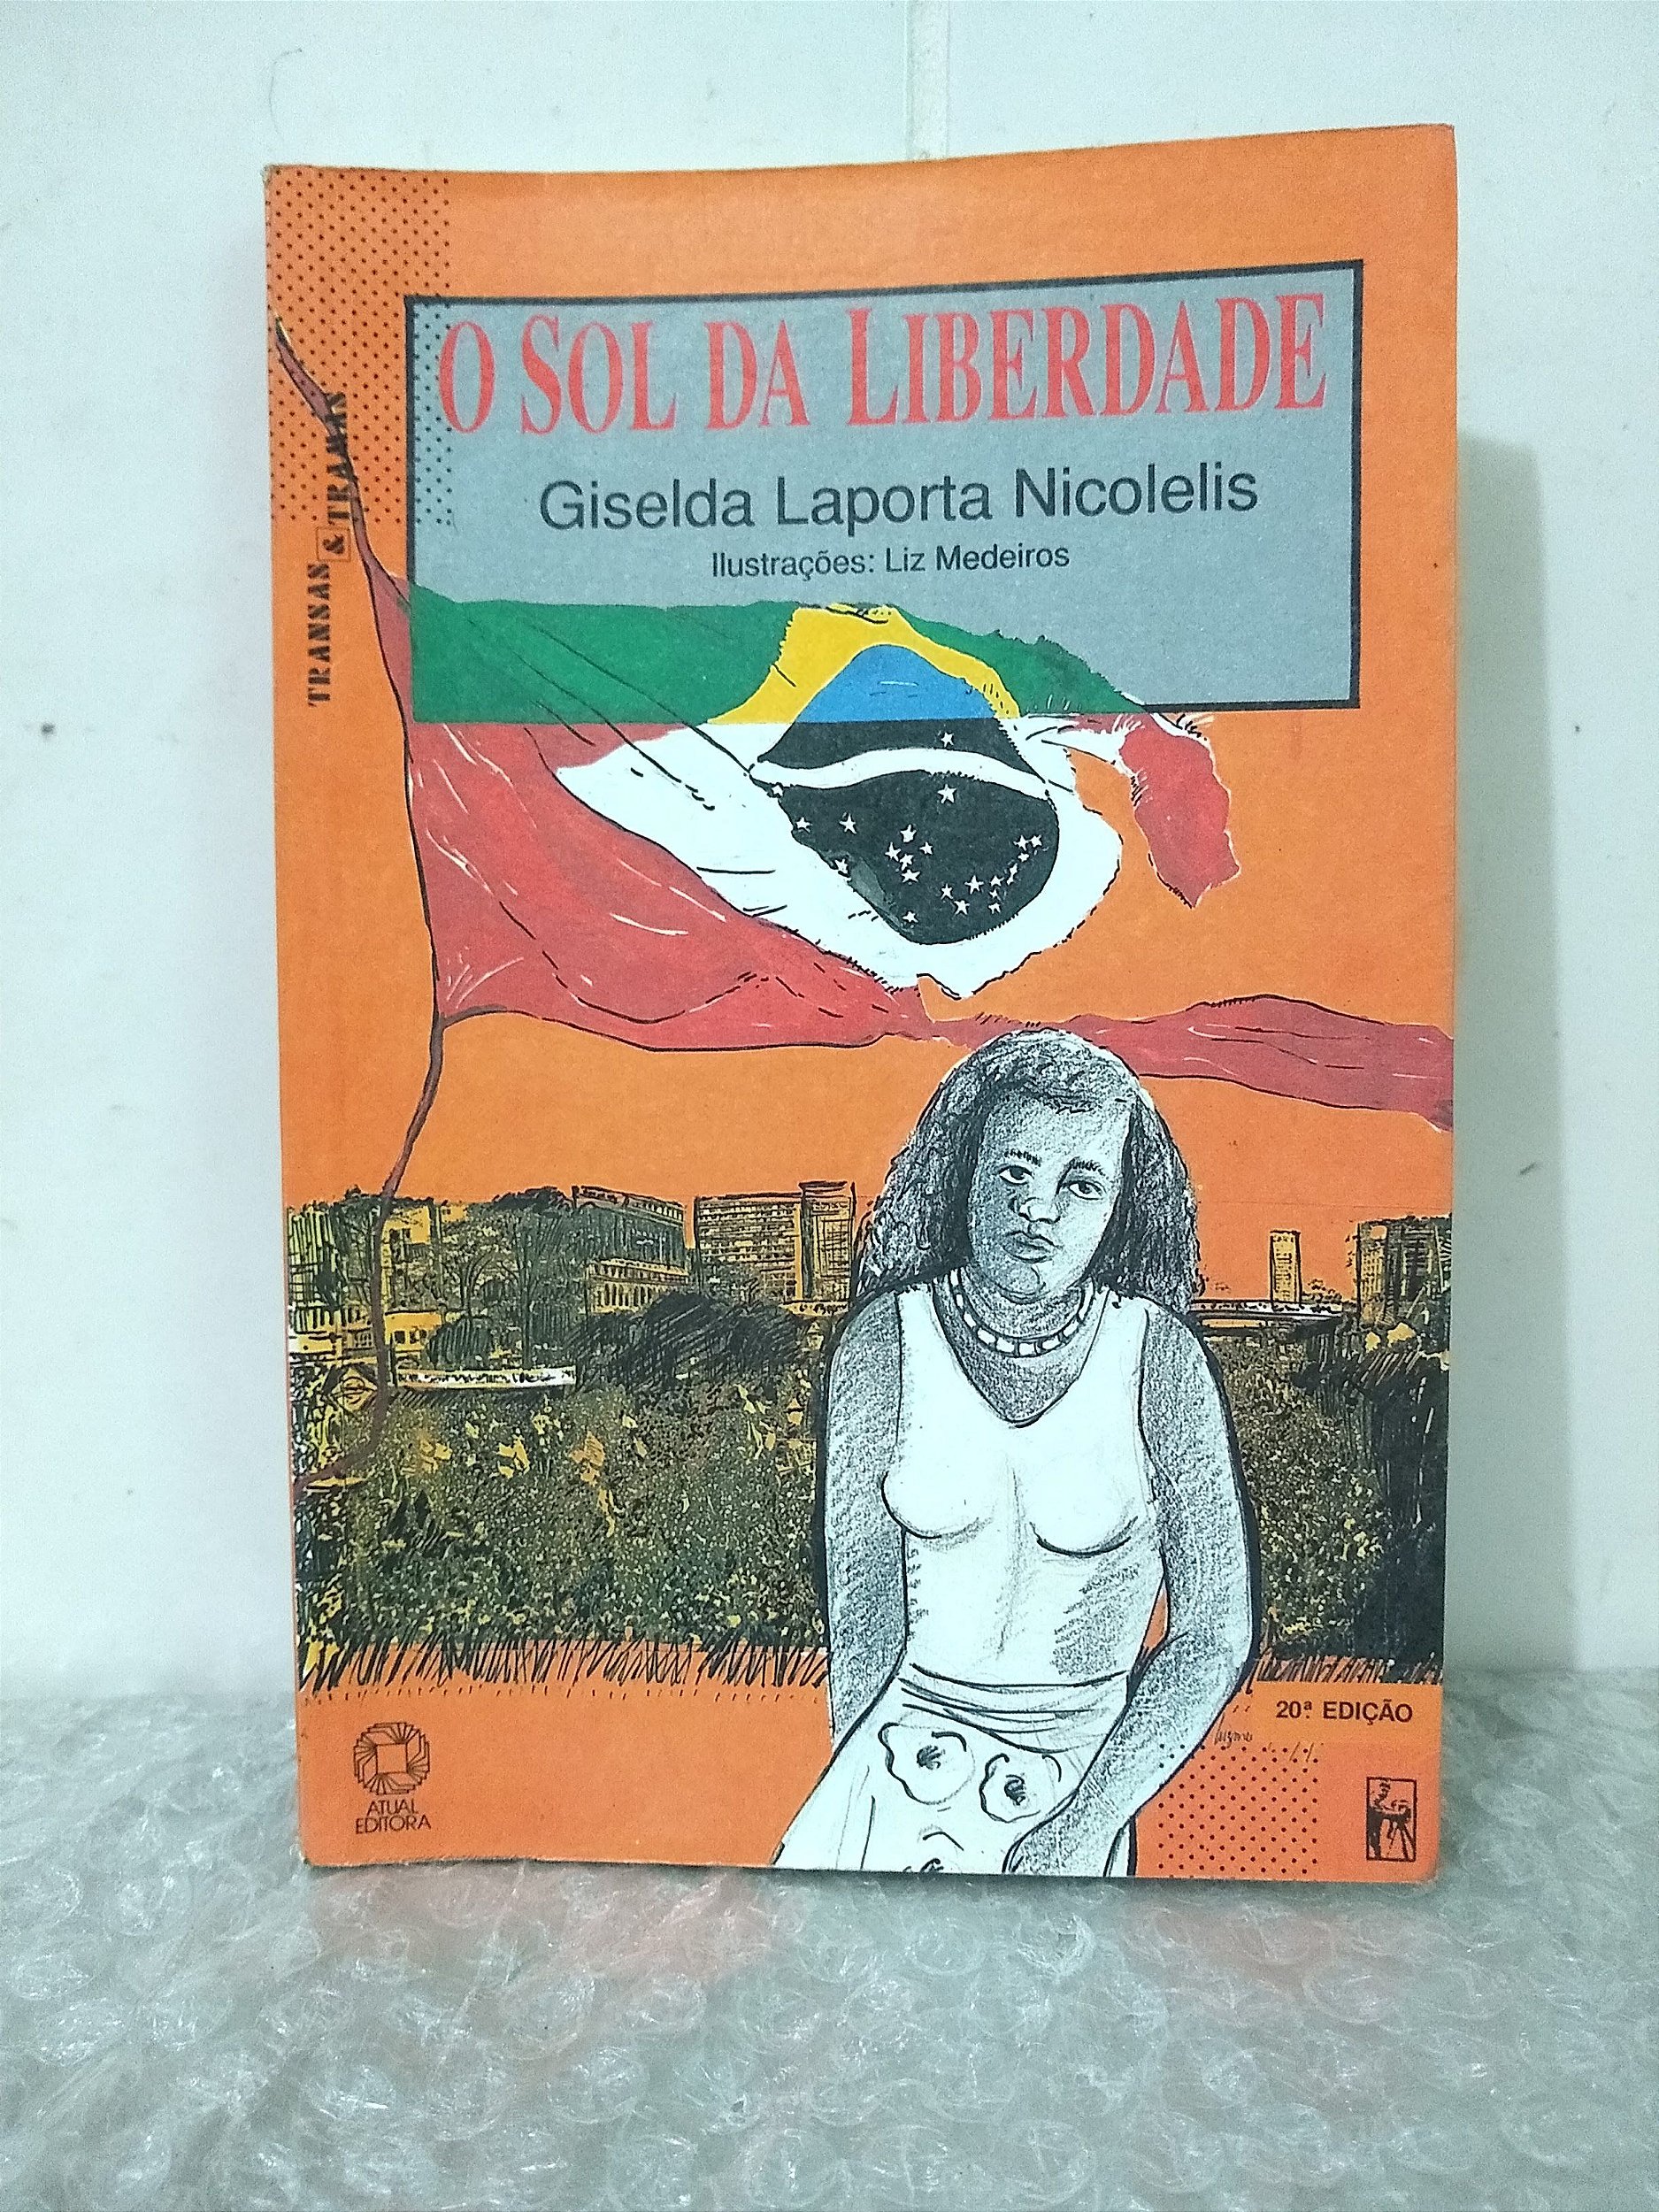 O SOL DA LIBERDADE
Giselda Laporta Nicolelis
Ilustrações: Liz Medeiros
TRANSAS & TRAMAS
20ª EDIÇÃO
ATUAL
EDITORA